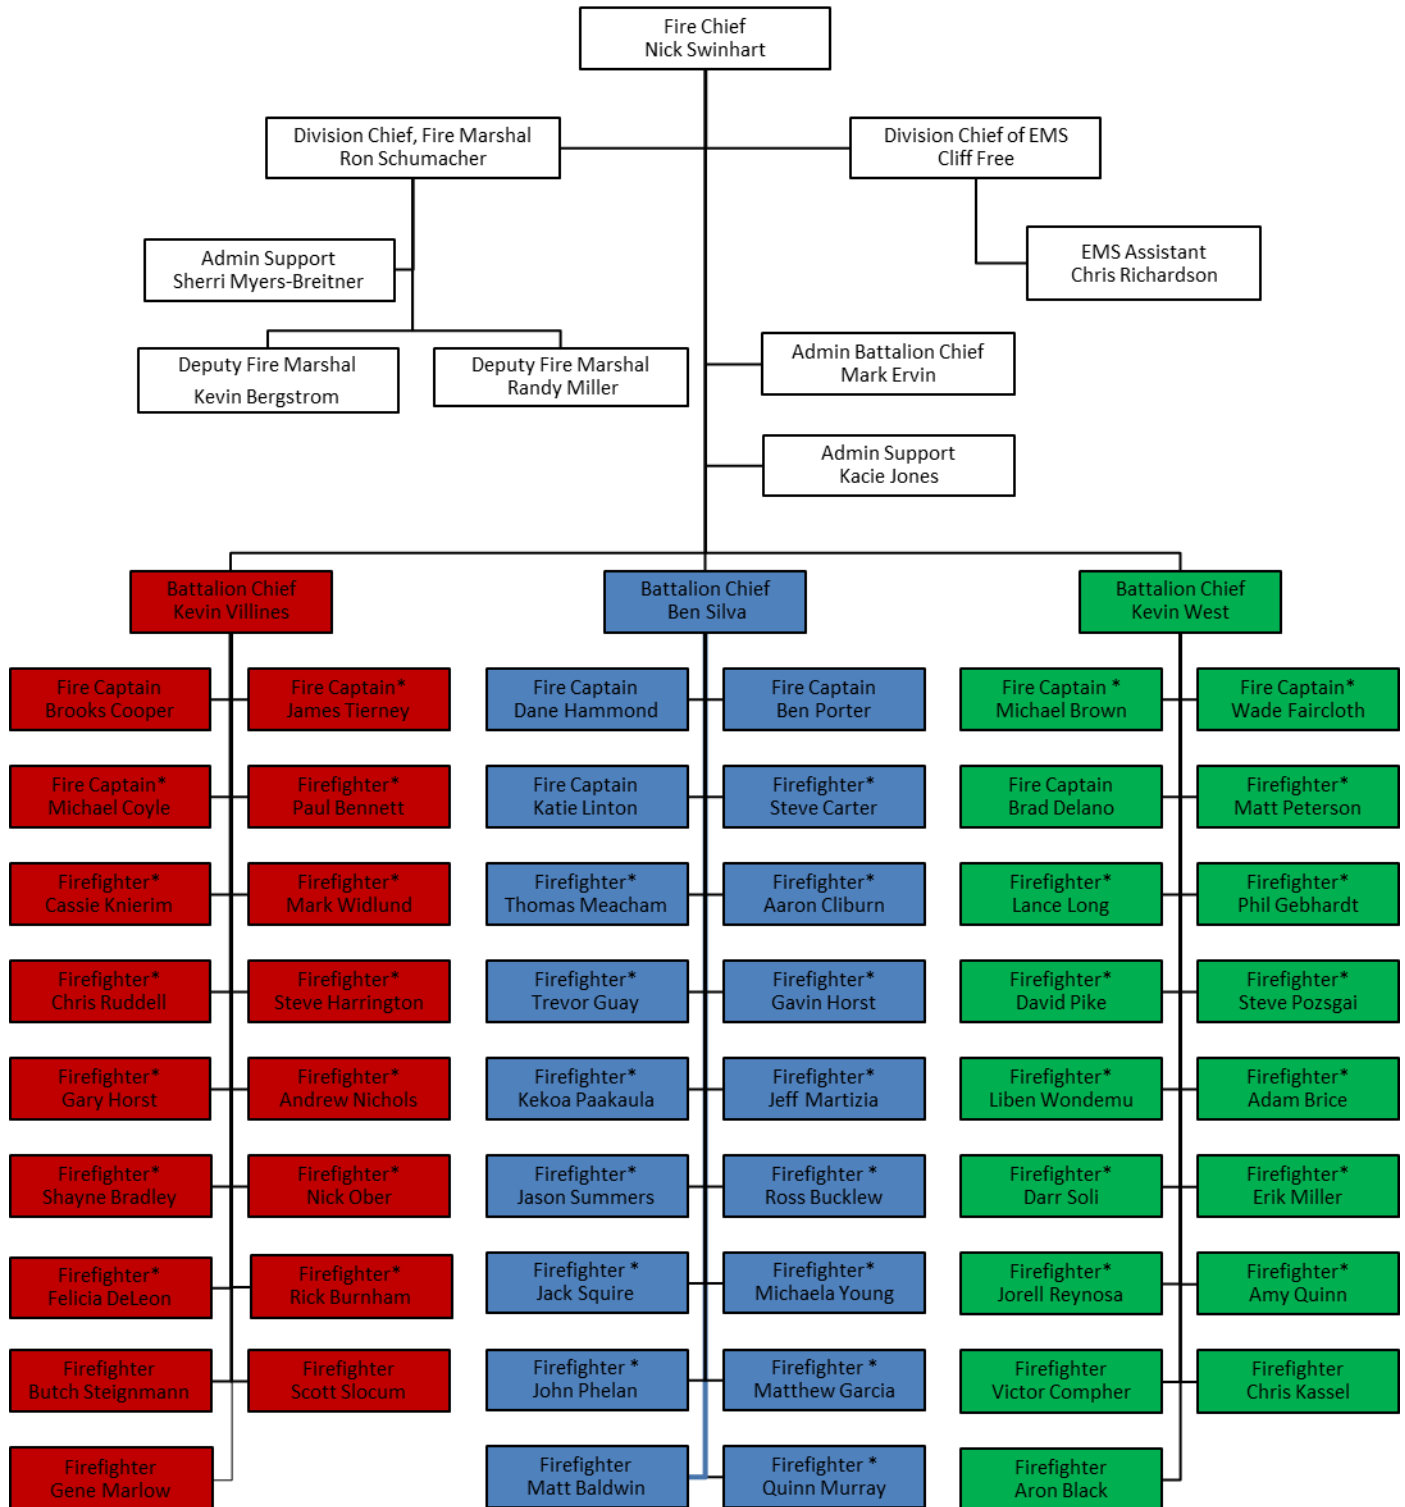 Fire Chief
Nick Swinhart
Division Chief, Fire Marshal
Ron Schumacher
Division Chief of EMS
Cliff Free
Admin Support
Sherri Myers-Breitner
EMS Assistant
Chris Richardson
Deputy Fire Marshal
Kevin Bergstrom
Deputy Fire Marshal
Randy Miller
Admin Battalion Chief
Mark Ervin
Admin Support
Kacie Jones
Battalion Chief
Kevin Villines
Battalion Chief
Ben Silva
Battalion Chief
Kevin West
Fire Captain
Brooks Cooper
Fire Captain*
James Tierney
Fire Captain
Dane Hammond
Fire Captain
Ben Porter
Fire Captain *
Michael Brown
Fire Captain*
Wade Faircloth
Fire Captain*
Michael Coyle
Firefighter*
Paul Bennett
Fire Captain
Katie Linton
Firefighter*
Steve Carter
Fire Captain
Brad Delano
Firefighter*
Matt Peterson
Firefighter*
Cassie Knierim
Firefighter*
Mark Widlund
Firefighter*
Thomas Meacham
Firefighter*
Aaron Cliburn
Firefighter*
Lance Long
Firefighter*
Phil Gebhardt
Firefighter*
Chris Ruddell
Firefighter*
Steve Harrington
Firefighter*
Trevor Guay
Firefighter*
Gavin Horst
Firefighter*
David Pike
Firefighter*
Steve Pozsgai
Firefighter*
Gary Horst
Firefighter*
Andrew Nichols
Firefighter*
Kekoa Paakaula
Firefighter*
Jeff Martizia
Firefighter*
Liben Wondemu
Firefighter*
Adam Brice
Firefighter*
Shayne Bradley
Firefighter*
Nick Ober
Firefighter*
Jason Summers
Firefighter *
Ross Bucklew
Firefighter*
Darr Soli
Firefighter*
Erik Miller
Firefighter*
Felicia DeLeon
Firefighter*
Rick Burnham
Firefighter *
Jack Squire
Firefighter*
Michaela Young
Firefighter*
Jorell Reynosa
Firefighter*
Amy Quinn
Firefighter
Butch Steignmann
Firefighter
Scott Slocum
Firefighter *
John Phelan
Firefighter *
Matthew Garcia
Firefighter
Victor Compher
Firefighter
Chris Kassel
Firefighter
Gene Marlow
Firefighter
Matt Baldwin
Firefighter *
Quinn Murray
Firefighter
Aron Black